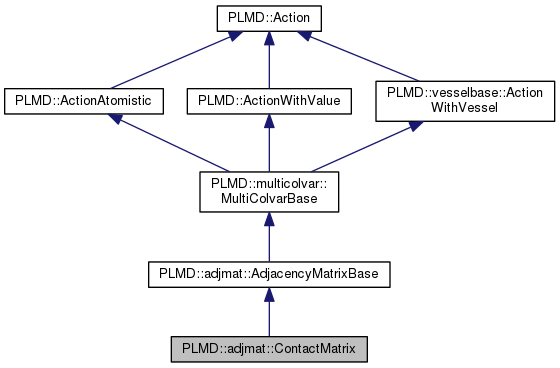 PLMD::Action
PLMD::ActionAtomistic
PLMD::ActionWithValue
PLMD::vesselbase::Action
WithVessel
PLMD::multicolvar::
MultiColvarBase
PLMD::adjmat::AdjacencyMatrixBase
PLMD::adjmat::ContactMatrix